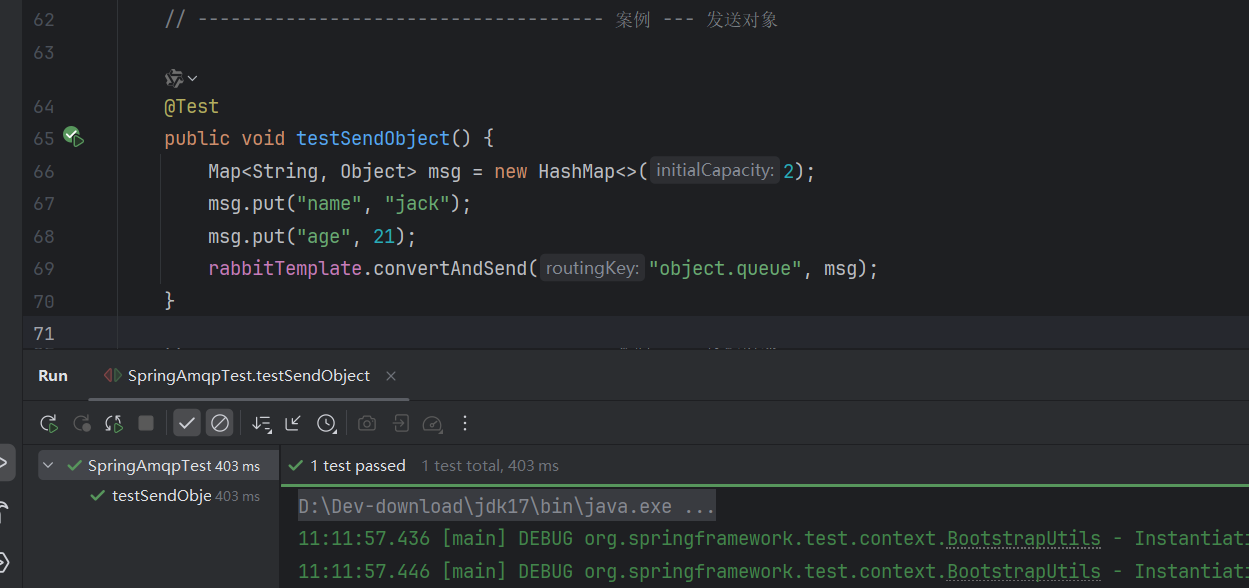 62 // ------------------------------------- 案例 --- 发送对象
63
64 @Test
65 public void testSendObject() {
66 Map<String, Object> msg = new HashMap<>( initialCapacity: 2);
67 msg.put("name", "jack");
68 msg.put("age", 21);
69 rabbitTemplate.convertAndSend( routingKey: "object.queue", msg);
70 }
71
Run SpringAmqpTest.testSendObject
SpringAmqpTest 403 ms
1 test passed 1 test total, 403 ms
testSendObje 403 ms
D:\Dev-download\jdk17\bin\java.exe ...
11:11:57.436 [main] DEBUG org.springframework.test.context.BootstrapUtils - Instantiati
11:11:57.446 [main] DEBUG org.springframework.test.context.BootstrapUtils - Instantiat